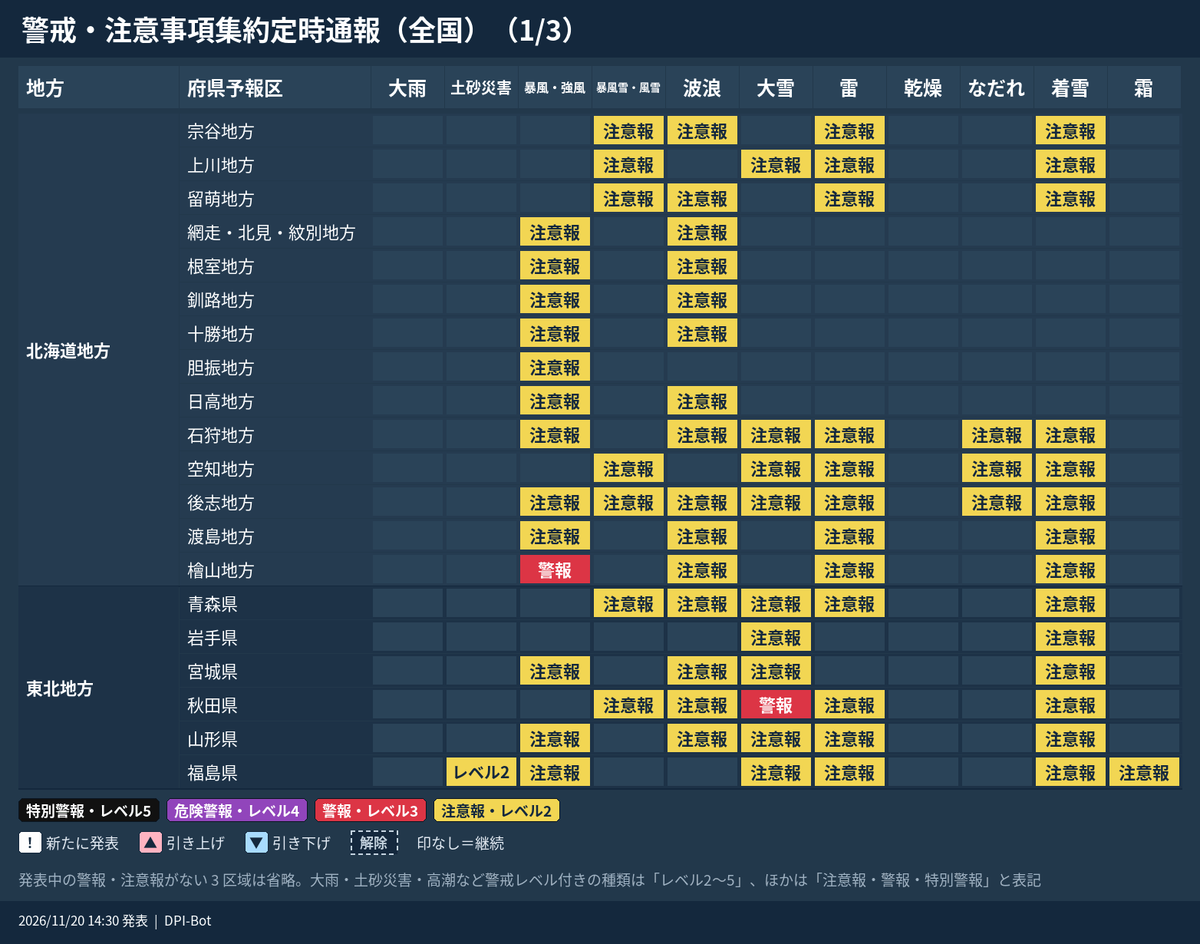 警戒・注意事項集約定時通報（全国）（1/3）
地方 府県予報区 大雨 土砂災害 暴風・強風 暴風雪・風雪 波浪 大雪 雷 乾燥 なだれ 着雪 霜
北海道地方
宗谷地方 注意報 注意報 注意報 注意報
上川地方 注意報 注意報 注意報 注意報
留萌地方 注意報 注意報 注意報 注意報
網走・北見・紋別地方 注意報 注意報
根室地方 注意報 注意報
釧路地方 注意報 注意報
十勝地方 注意報 注意報
胆振地方 注意報
日高地方 注意報 注意報
石狩地方 注意報 注意報 注意報 注意報 注意報 注意報
空知地方 注意報 注意報 注意報 注意報 注意報
後志地方 注意報 注意報 注意報 注意報 注意報 注意報 注意報
渡島地方 注意報 注意報 注意報 注意報
檜山地方 警報 注意報 注意報 注意報
東北地方
青森県 注意報 注意報 注意報 注意報 注意報
岩手県 注意報 注意報
宮城県 注意報 注意報 注意報 注意報
秋田県 注意報 注意報 警報 注意報 注意報
山形県 注意報 注意報 注意報 注意報 注意報
福島県 レベル2 注意報 注意報 注意報 注意報 注意報
特別警報・レベル5 危険警報・レベル4 警報・レベル3 注意報・レベル2
! 新たに発表 ▲ 引き上げ ▼ 引き下げ 解除 印なし＝継続
発表中の警報・注意報がない 3 区域は省略。大雨・土砂災害・高潮など警戒レベル付きの種類は「レベル2～5」、ほかは「注意報・警報・特別警報」と表記
2026/11/20 14:30 発表 | DPI-Bot